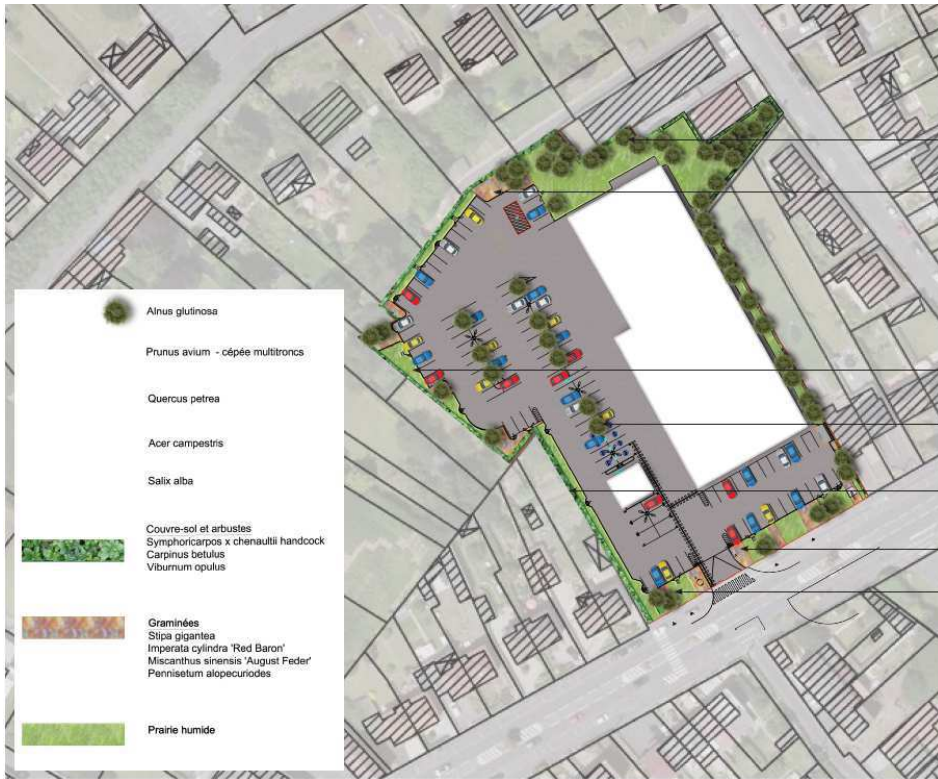 Alnus glutinosa
Prunus avium - cépée multitroncs
Quercus petrea
Acer campestris
Salix alba
Couvre-sol et arbustes
Symphoricarpos x chenaultii handcock
Carpinus betulus
Viburnum opulus
Graminées
Stipa gigantea
Imperata cylindra 'Red Baron'
Miscanthus sinensis 'August Feder'
Pennisetum alopecuriodes
Prairie humide